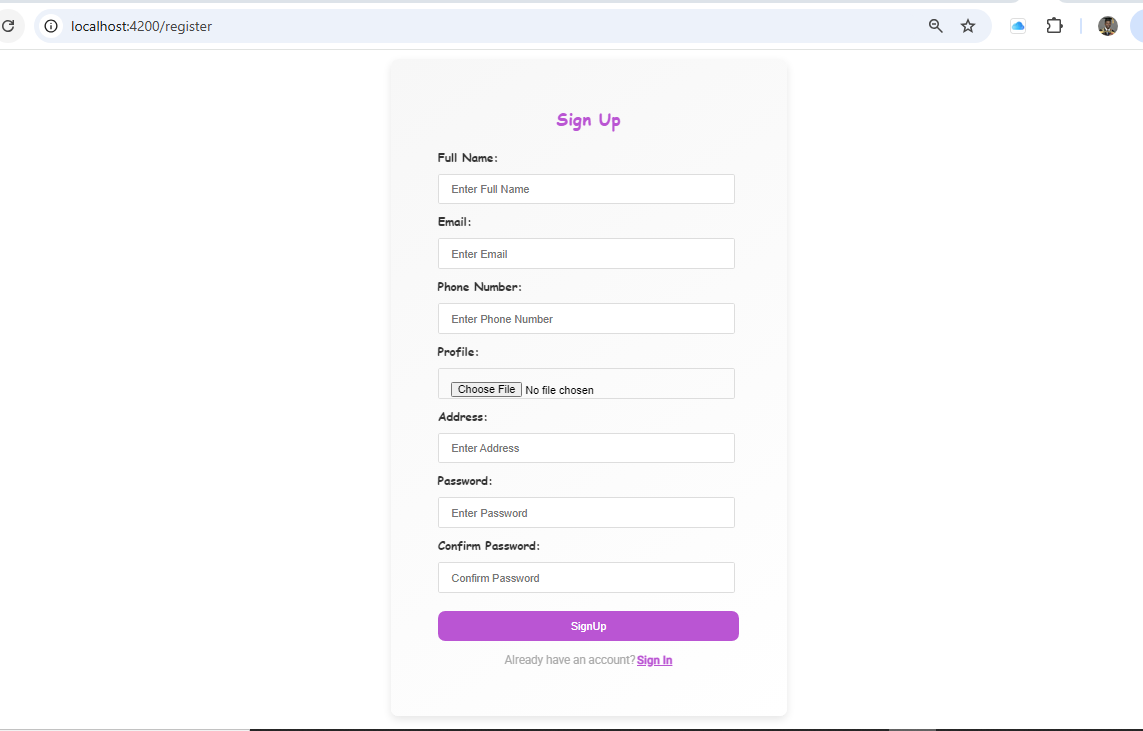 localhost:4200/register
Sign Up
Full Name:
Enter Full Name
Email:
Enter Email
Phone Number:
Enter Phone Number
Profile:
Choose File No file chosen
Address:
Enter Address
Password:
Enter Password
Confirm Password:
Confirm Password
SignUp
Already have an account? Sign In